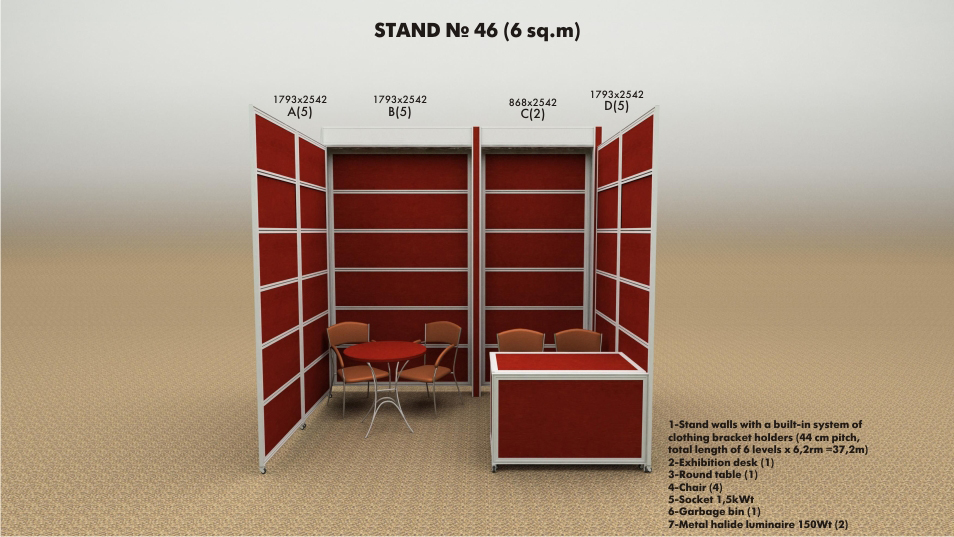 STAND № 46 (6 sq.m)
1793x2542
A(5)
1793x2542
B(5)
868x2542
C(2)
1793x2542
D(5)
1-Stand walls with a built-in system of
clothing bracket holders (44 cm pitch,
total length of 6 levels x 6,2rm =37,2m)
2-Exhibition desk (1)
3-Round table (1)
4-Chair (4)
5-Socket 1,5kWt
6-Garbage bin (1)
7-Metal halide luminaire 150Wt (2)